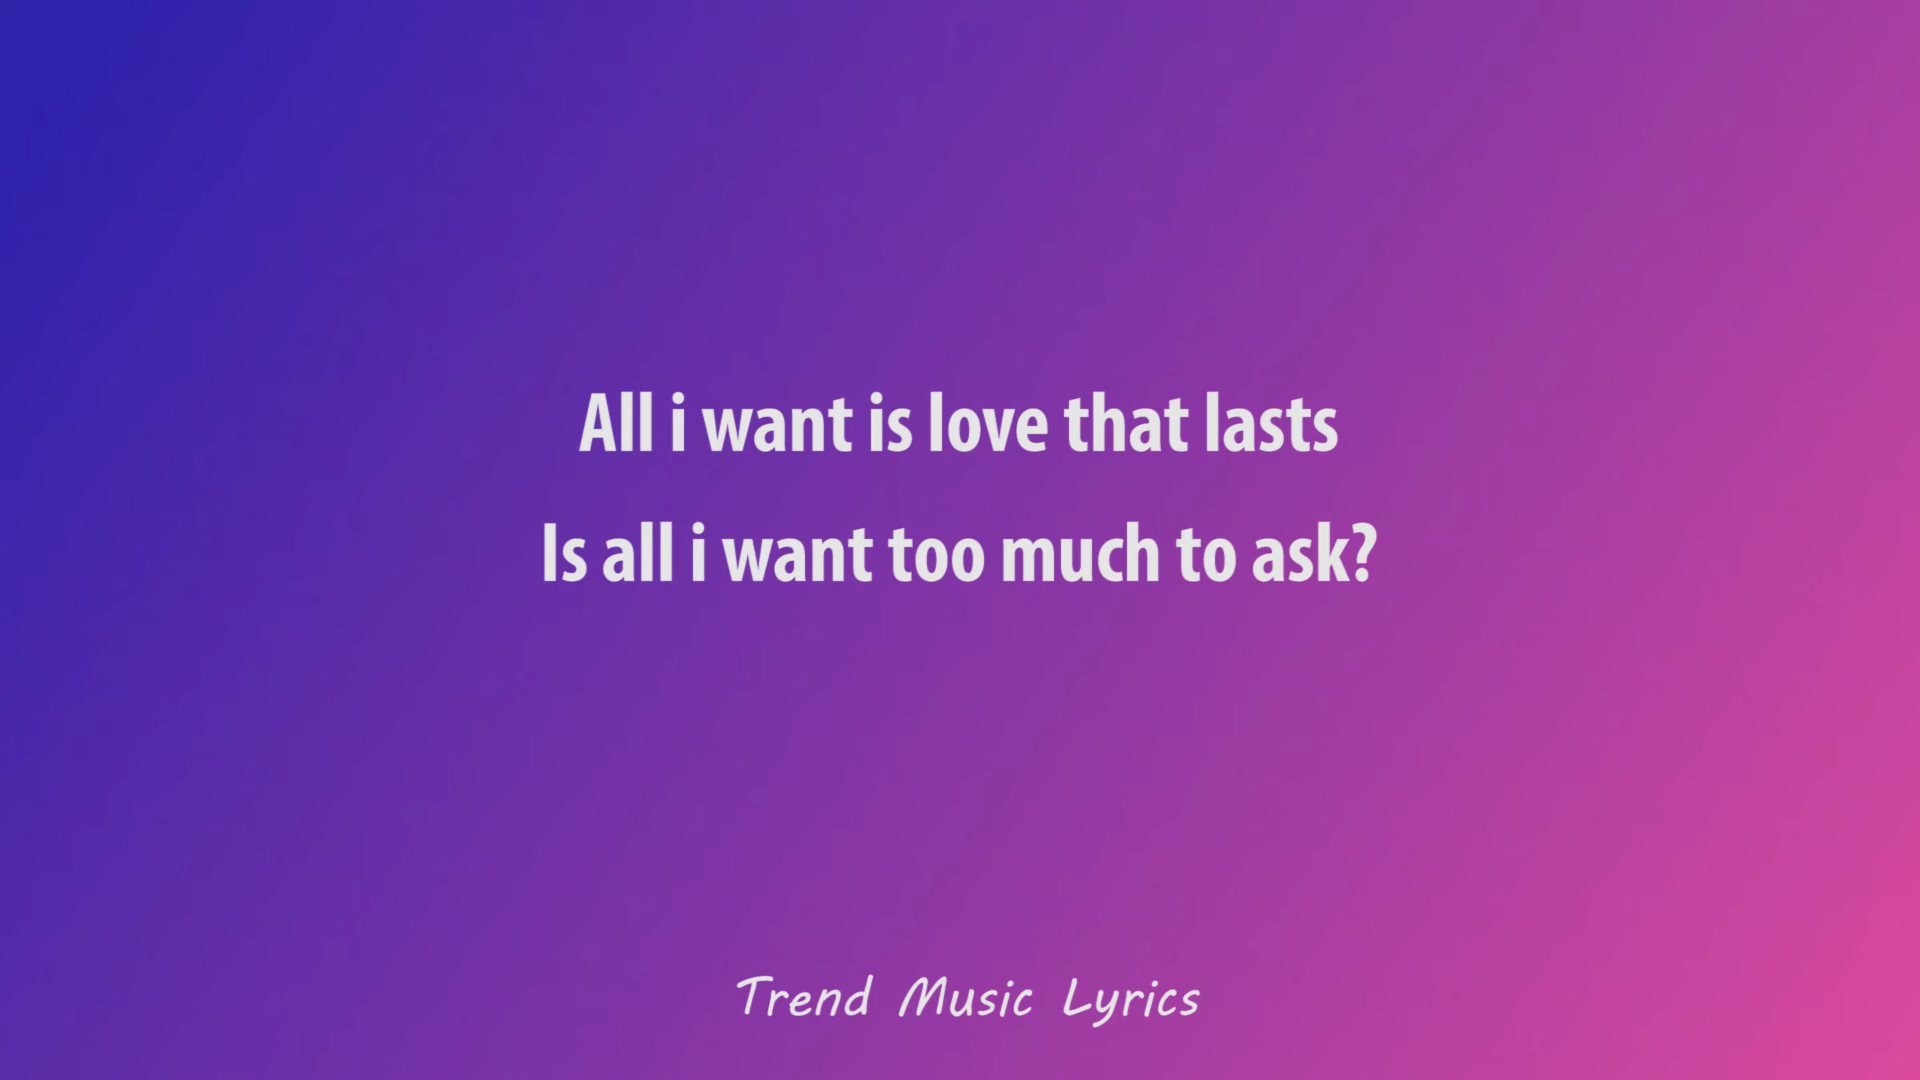 All i want is love that lasts
Is all i want too much to ask?
Trend Music Lyrics